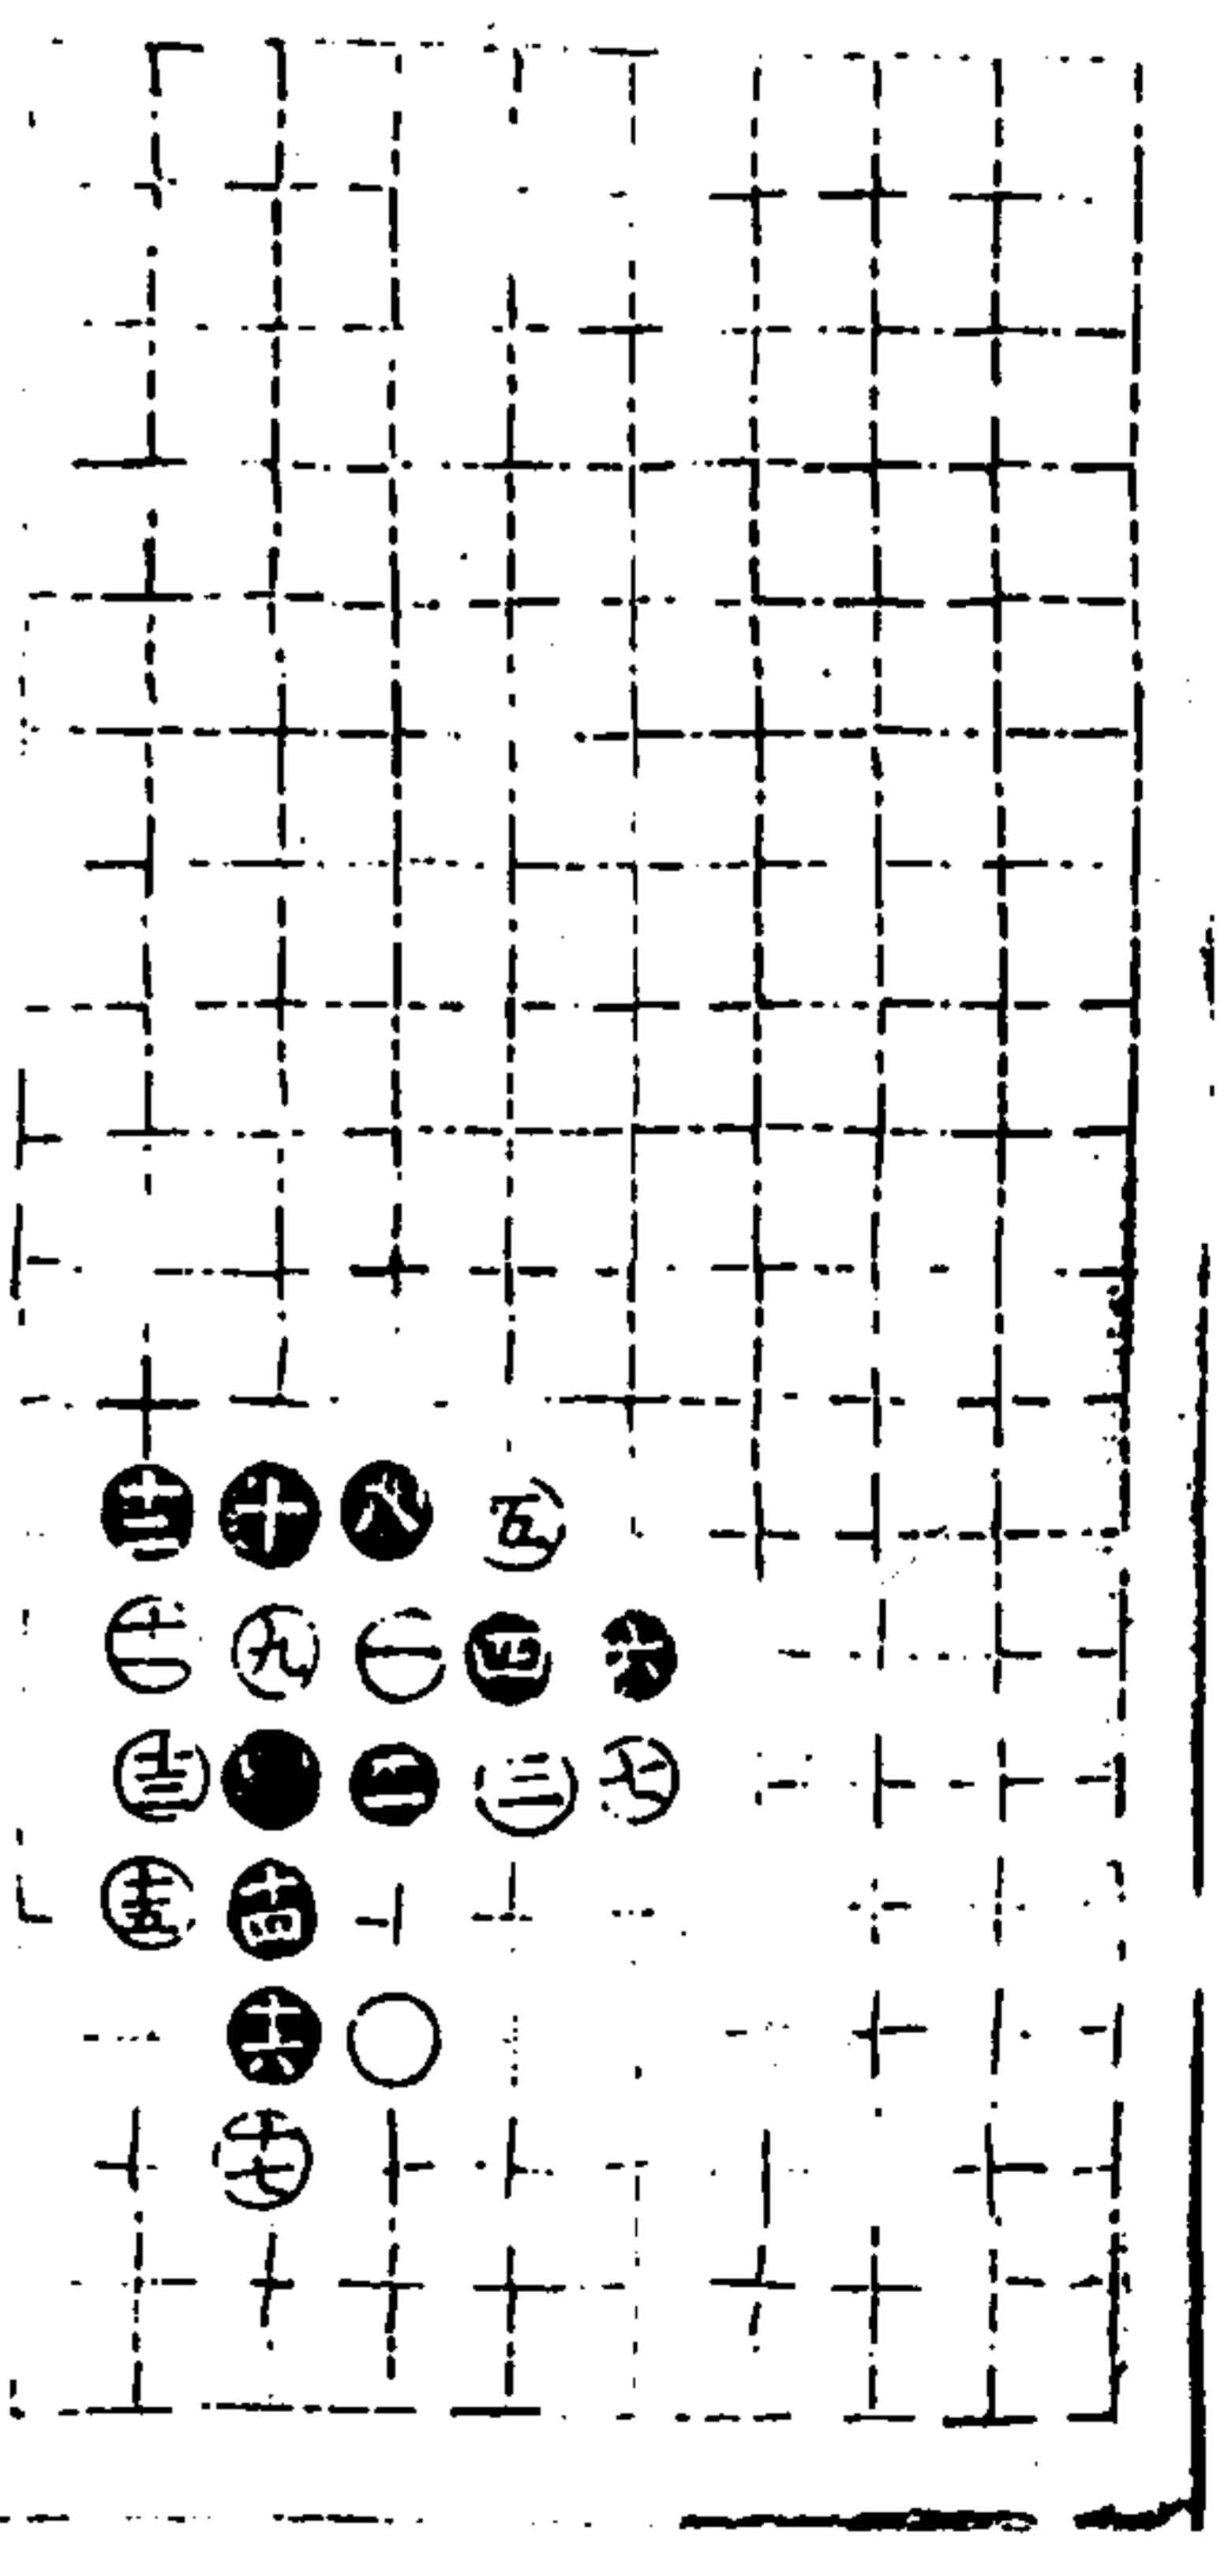 十二 十 八 五
十一 九 一 四 六
十三 二 三 七
十五 十四
十六
十七